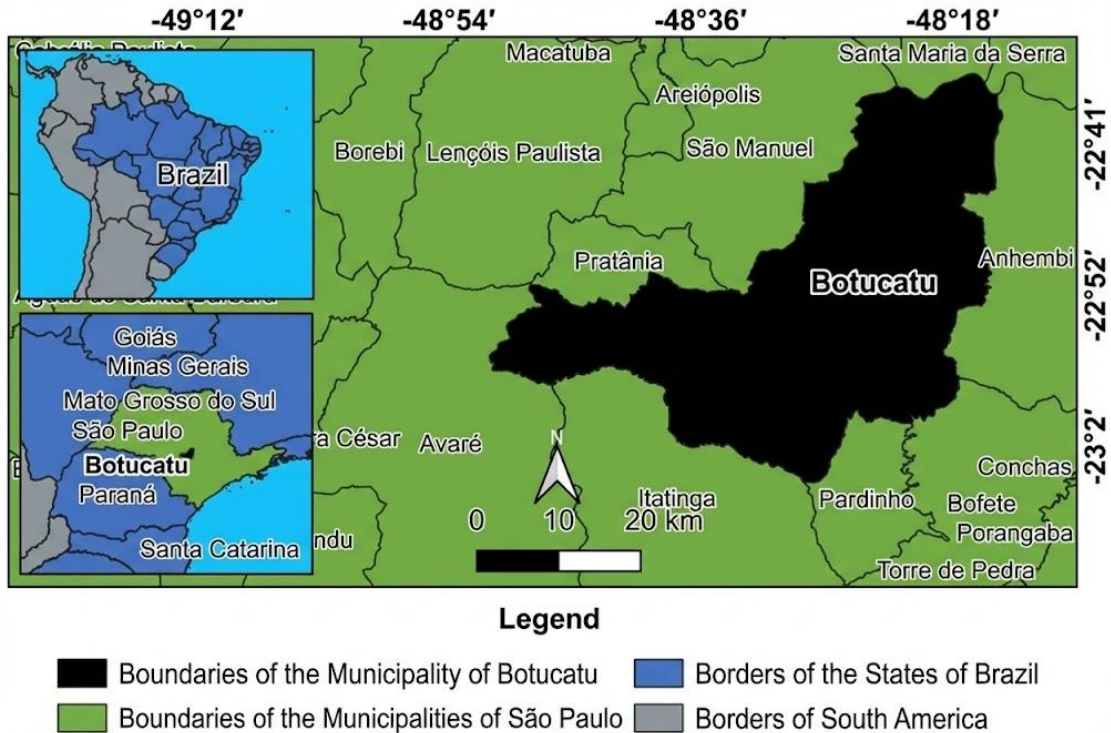 -49°12' -48°54' -48°36' -48°18'
Macatuba
Santa Maria da Serra
Areiópolis
Borebi
Lençóis Paulista
São Manuel
-22°41'
Brazil
Pratânia
Anhembi
Botucatu
-22°52'
Goiás
Minas Gerais
Mato Grosso do Sul
São Paulo
ra César
Avaré
Botucatu
Paraná
-23°2'
Conchas
N
Itatinga
Pardinho
Bofete
0 10 20 km
Porangaba
Santa Catarina
ndu
Torre de Pedra
Legend
Boundaries of the Municipality of Botucatu
Borders of the States of Brazil
Boundaries of the Municipalities of São Paulo
Borders of South America